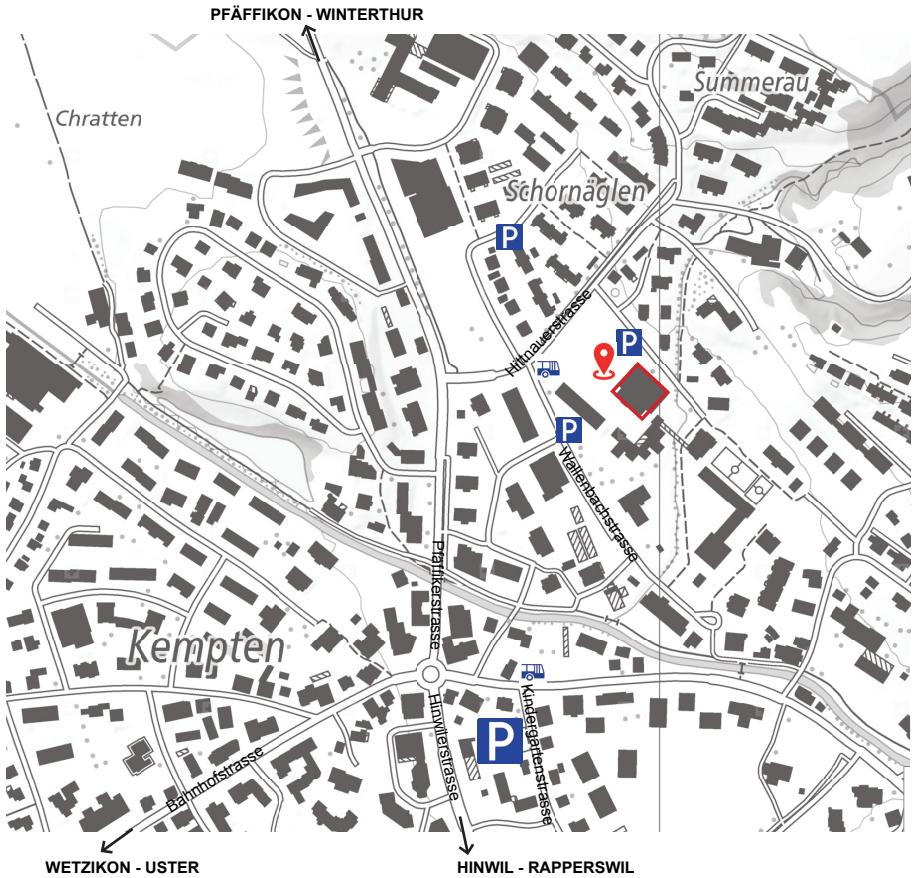 PFÄFFIKON - WINTERTHUR
Summerau
Chratten
Schornäglen
P
Hittnauerstrasse
P
P
Wallenbachstrasse
Pfäffikerstrasse
Kempten
Kindergartenstrasse
Hinwilerstrasse
P
Bahnhofstrasse
WETZIKON - USTER
HINWIL - RAPPERSWIL